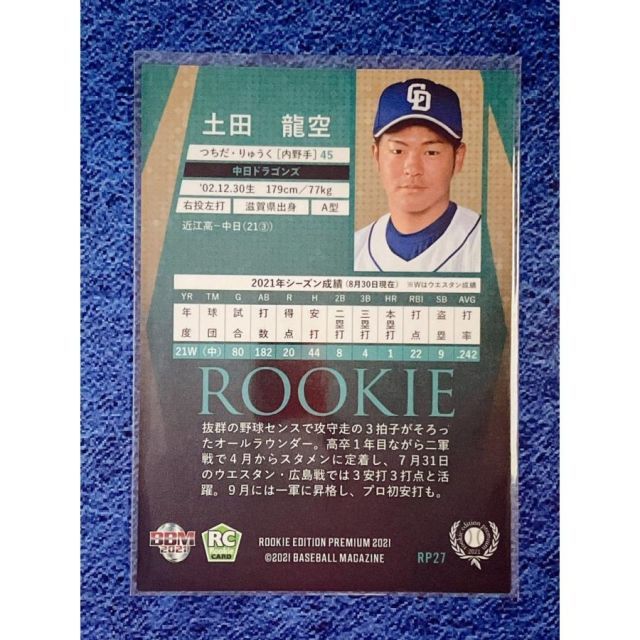 CD
土田 龍空
つちだ・りゅうく [内野手] 45
中日ドラゴンズ
'02.12.30生 179cm/77kg
右投左打 滋賀県出身 A型
近江高−中日(21③)
2021年シーズン成績 (8月30日現在) ※Wはウエスタン成績
YR TM G AB R H 2B 3B HR RBI SB AVG
年度 球団 試合数 打数 得点 安打 二塁打 三塁打 本塁打 打点 盗塁 打率
21W (中) 80 182 20 44 8 4 1 22 9 .242
ROOKIE
抜群の野球センスで攻守走の3拍子がそろっ
たオールラウンダー。高卒1年目ながら二軍
戦で4月からスタメンに定着し、7月31日
のウエスタン・広島戦では3安打3打点と活
躍。9月には一軍に昇格し、プロ初安打も。
BBM 2021
RC ROOKIE CARD
ROOKIE EDITION PREMIUM 2021
©2021 BASEBALL MAGAZINE
RP27
rookie edition premium 2021